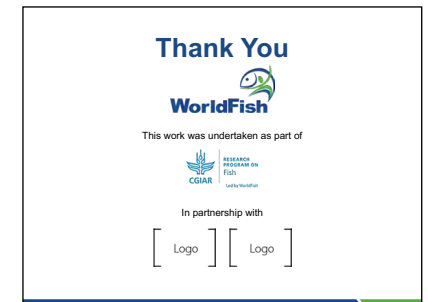 Thank You
WorldFish
This work was undertaken as part of
RESEARCH
PROGRAM ON
Fish
CGIAR
Led by WorldFish
In partnership with
Logo Logo